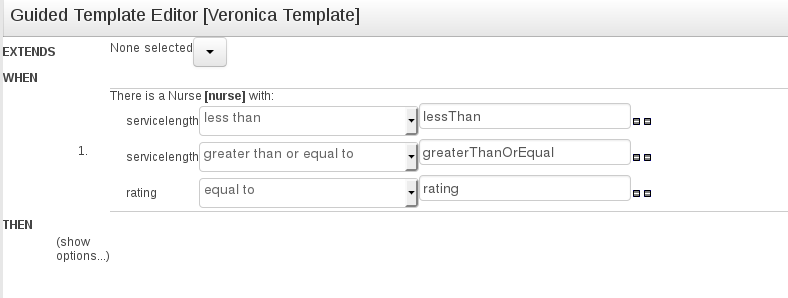 Guided Template Editor [Veronica Template]
EXTENDS None selected
WHEN
There is a Nurse [nurse] with:
servicelength less than lessThan
1.
servicelength greater than or equal to greaterThanOrEqual
rating equal to rating
THEN
(show
options...)